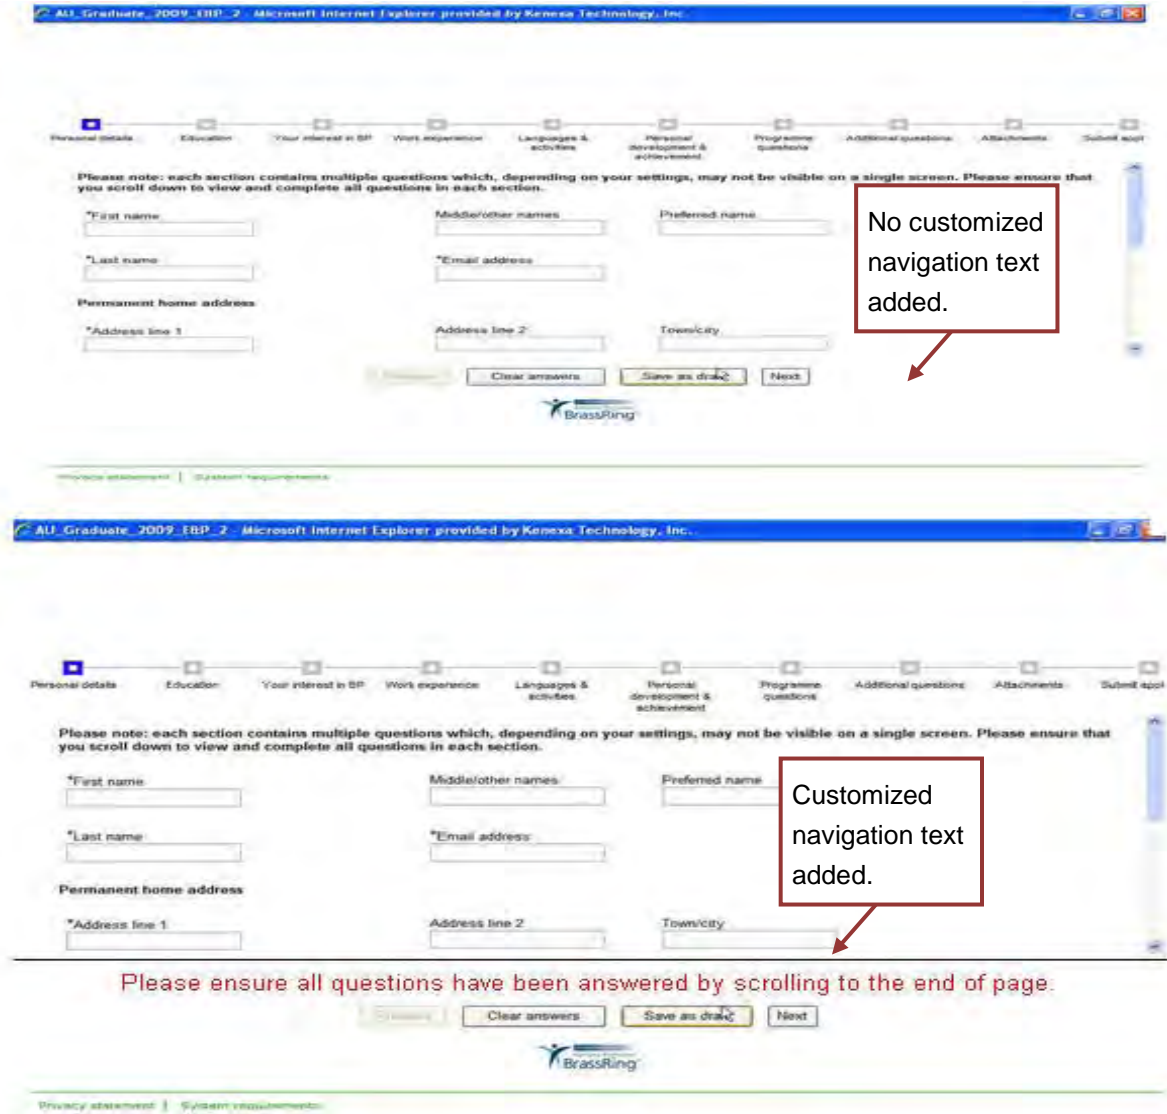 AU_Graduate_2009_EBP_2 - Microsoft Internet Explorer provided by Kenexa Technology, Inc.
Personal details Education Your interest in BP Work experience Languages & activities Personal development & achievement Programme questions Additional questions Attachments Submit appl
Please note: each section contains multiple questions which, depending on your settings, may not be visible on a single screen. Please ensure that
you scroll down to view and complete all questions in each section.
*First name Middle/other names Preferred name
No customized
navigation text
added.
*Last name *Email address
Permanent home address
*Address line 1 Address line 2 Town/city
Clear answers Save as draft Next
BrassRing
Privacy statement | System requirements
AU_Graduate_2009_EBP_2 - Microsoft Internet Explorer provided by Kenexa Technology, Inc.
Personal details Education Your interest in BP Work experience Languages & activities Personal development & achievement Programme questions Additional questions Attachments Submit appl
Please note: each section contains multiple questions which, depending on your settings, may not be visible on a single screen. Please ensure that
you scroll down to view and complete all questions in each section.
*First name Middle/other names Preferred name
Customized
navigation text
added.
*Last name *Email address
Permanent home address
*Address line 1 Address line 2 Town/city
Please ensure all questions have been answered by scrolling to the end of page.
Clear answers Save as draft Next
BrassRing
Privacy statement | System requirements